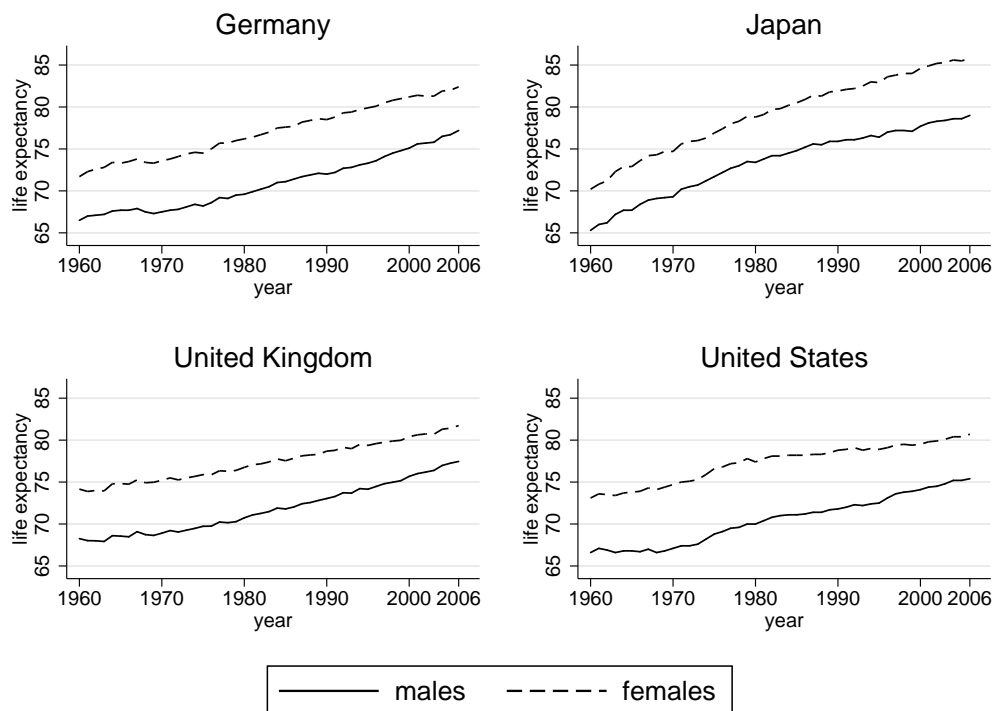 Germany
life expectancy
85
80
75
70
65
1960 1970 1980 1990 2000 2006
year
Japan
life expectancy
85
80
75
70
65
1960 1970 1980 1990 2000 2006
year
United Kingdom
life expectancy
85
80
75
70
65
1960 1970 1980 1990 2000 2006
year
United States
life expectancy
85
80
75
70
65
1960 1970 1980 1990 2000 2006
year
males females